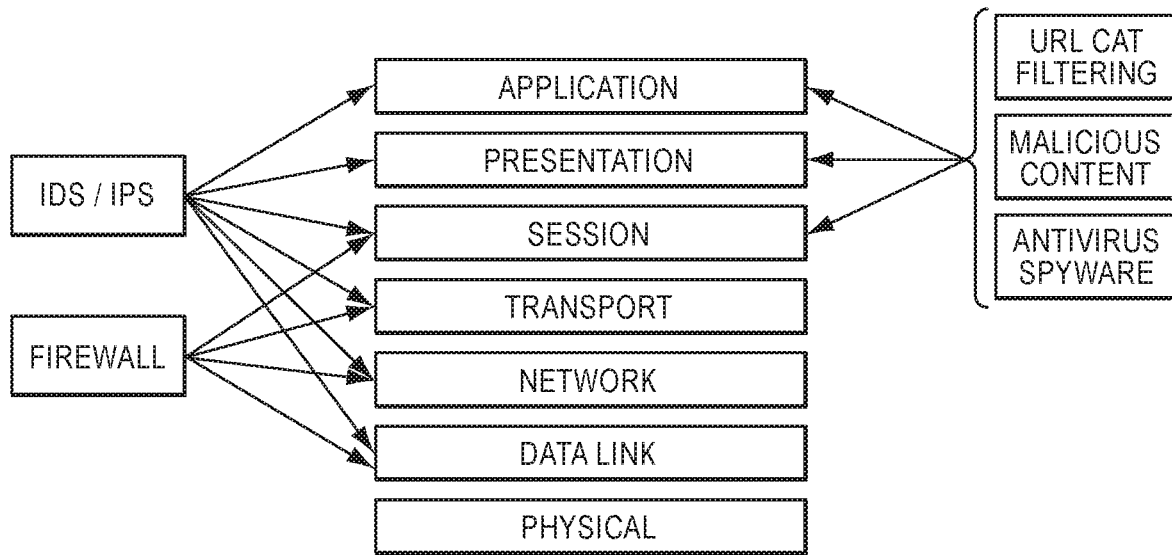 IDS / IPS
FIREWALL
APPLICATION
PRESENTATION
SESSION
TRANSPORT
NETWORK
DATA LINK
PHYSICAL
URL CAT
FILTERING
MALICIOUS
CONTENT
ANTIVIRUS
SPYWARE